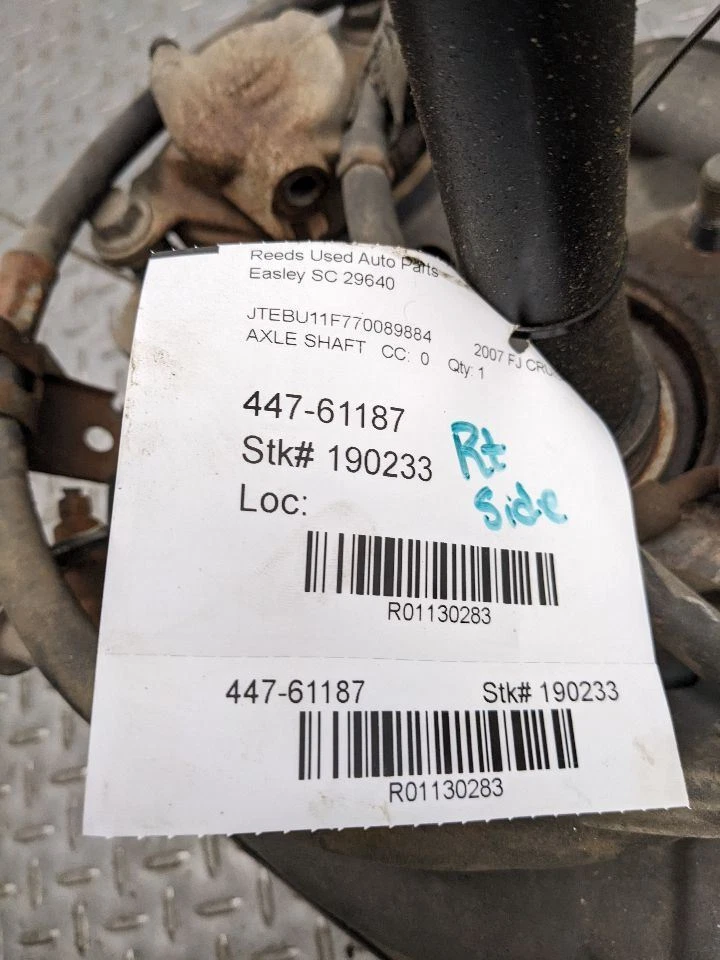 Reeds Used Auto Parts
Easley SC 29640
JTEBU11F770089884 2007 FJ
AXLE SHAFT CC: 0 Qty: 1
447-61187
Stk# 190233
Rt
side
Loc:
R01130283
447-61187 Stk# 190233
R01130283